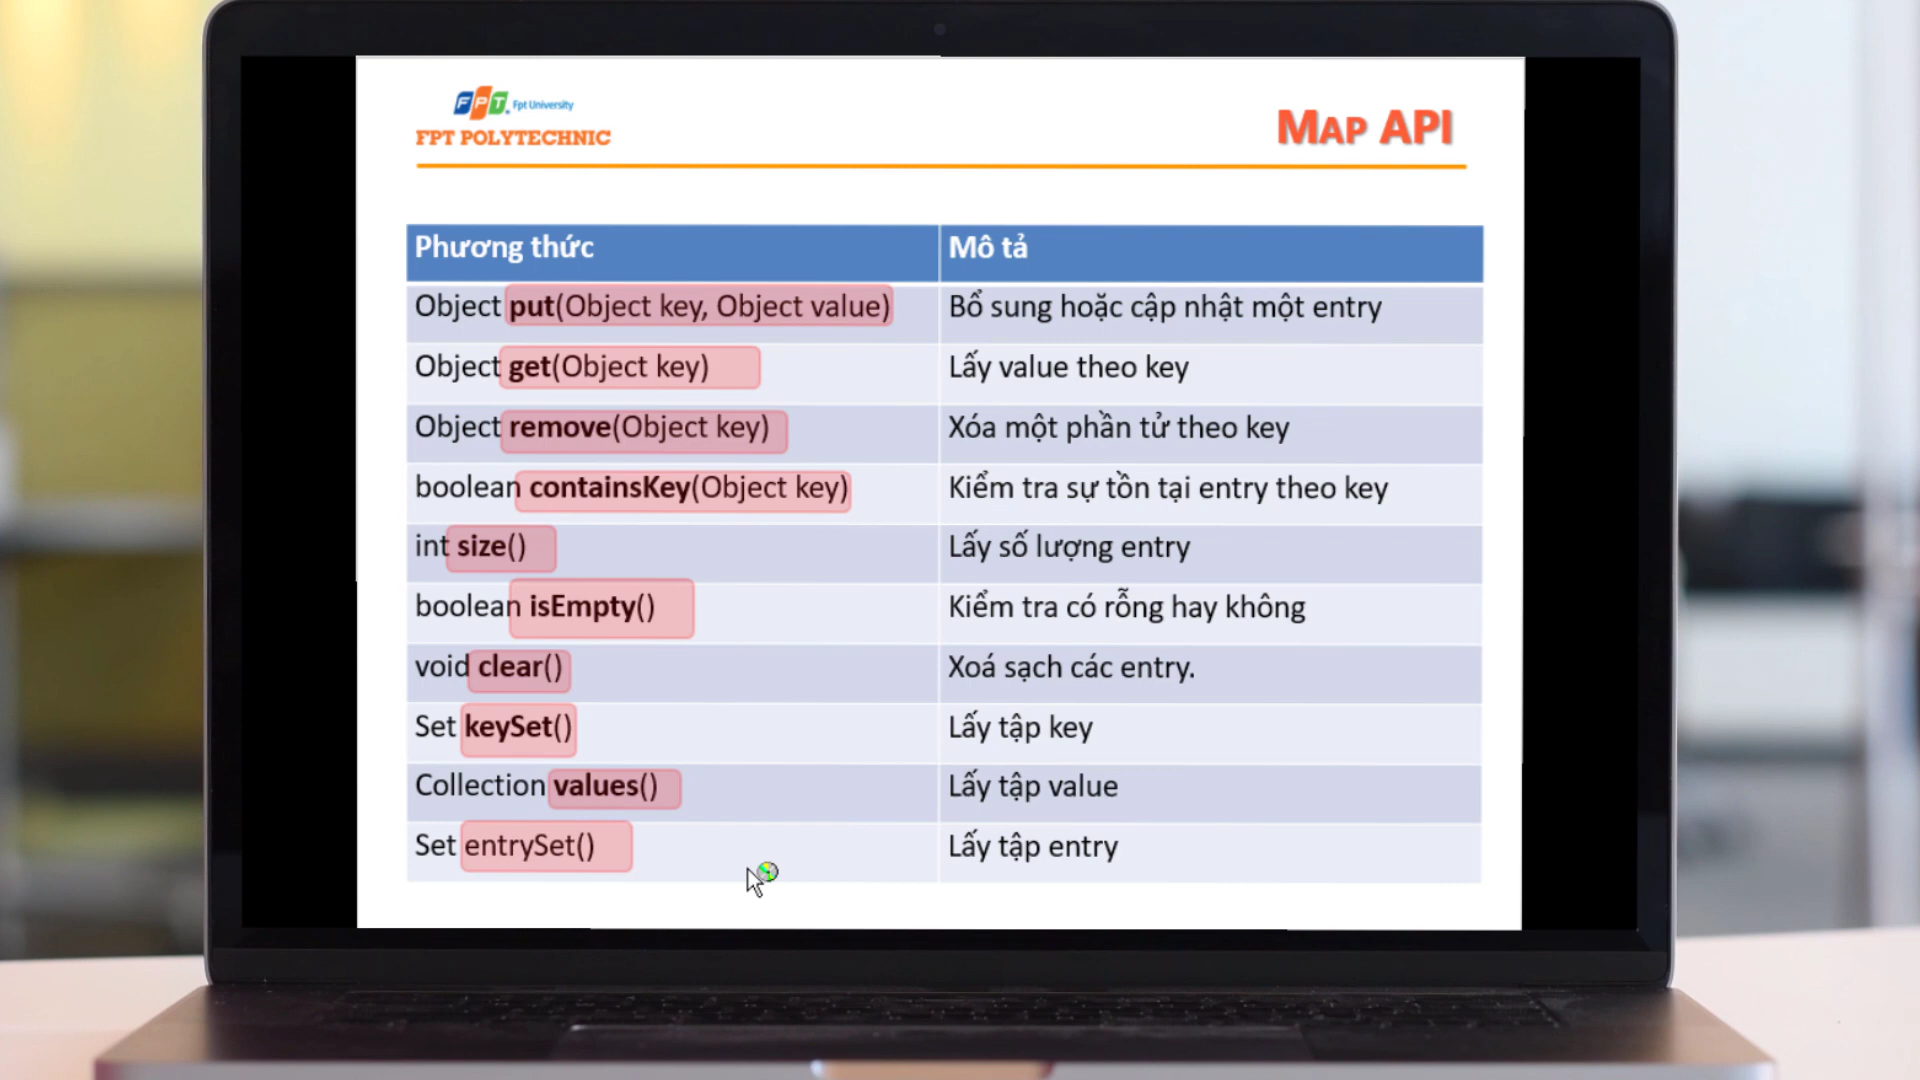 FPT. Fpt University
FPT POLYTECHNIC
MAP API
Phương thức Mô tả
Object put(Object key, Object value) Bổ sung hoặc cập nhật một entry
Object get(Object key) Lấy value theo key
Object remove(Object key) Xóa một phần tử theo key
boolean containsKey(Object key) Kiểm tra sự tồn tại entry theo key
int size() Lấy số lượng entry
boolean isEmpty() Kiểm tra có rỗng hay không
void clear() Xoá sạch các entry.
Set keySet() Lấy tập key
Collection values() Lấy tập value
Set entrySet() Lấy tập entry